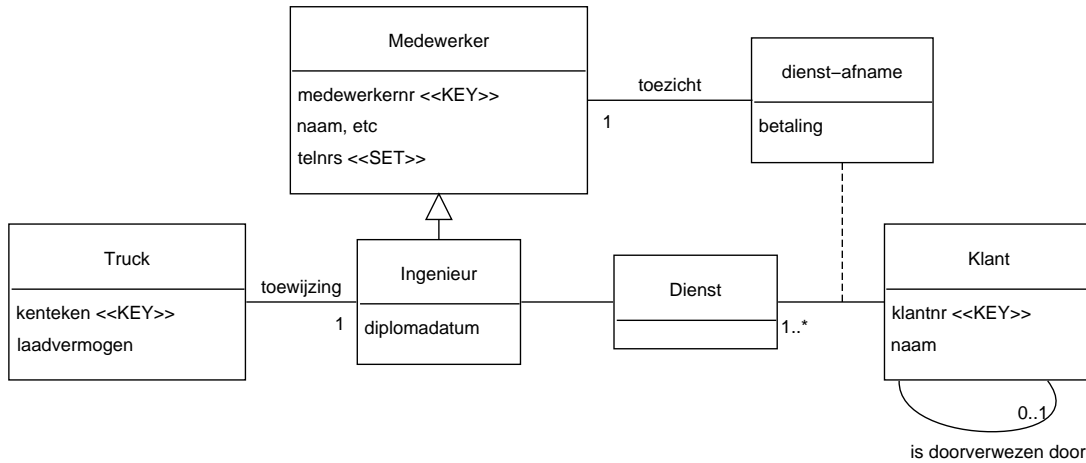 Medewerker
medewerkernr <<KEY>>
naam, etc
telnrs <<SET>>
toezicht
1
dienst−afname
betaling
Truck
kenteken <<KEY>>
laadvermogen
toewijzing
1
Ingenieur
diplomadatum
Dienst
1..*
Klant
klantnr <<KEY>>
naam
0..1
is doorverwezen door